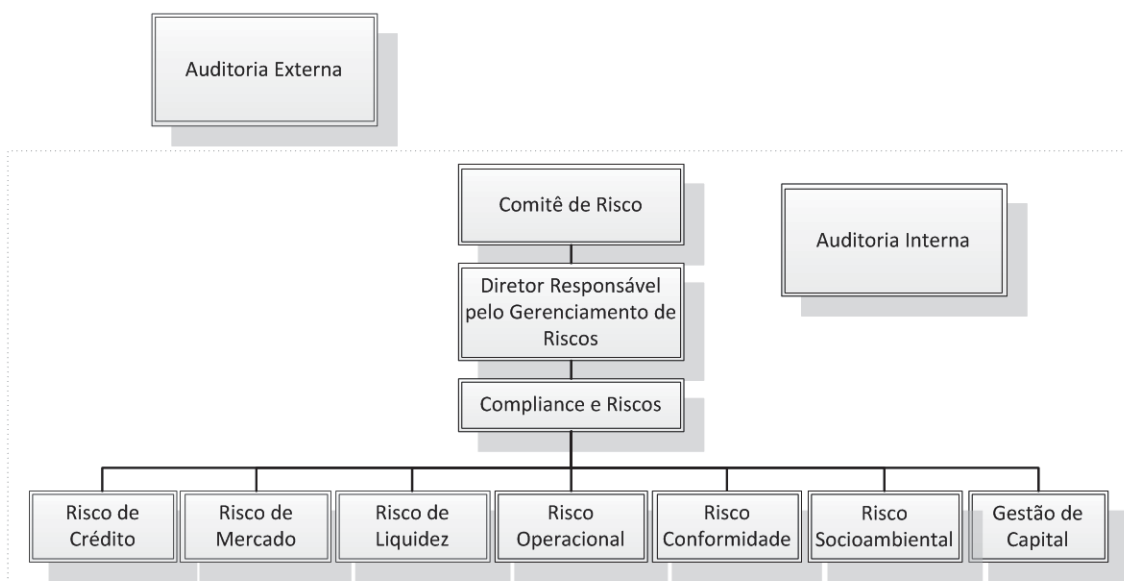 Auditoria Externa
Comitê de Risco
Auditoria Interna
Diretor Responsável
pelo Gerenciamento de
Riscos
Compliance e Riscos
Risco de
Crédito
Risco de
Mercado
Risco de
Liquidez
Risco
Operacional
Risco
Conformidade
Risco
Socioambiental
Gestão de
Capital